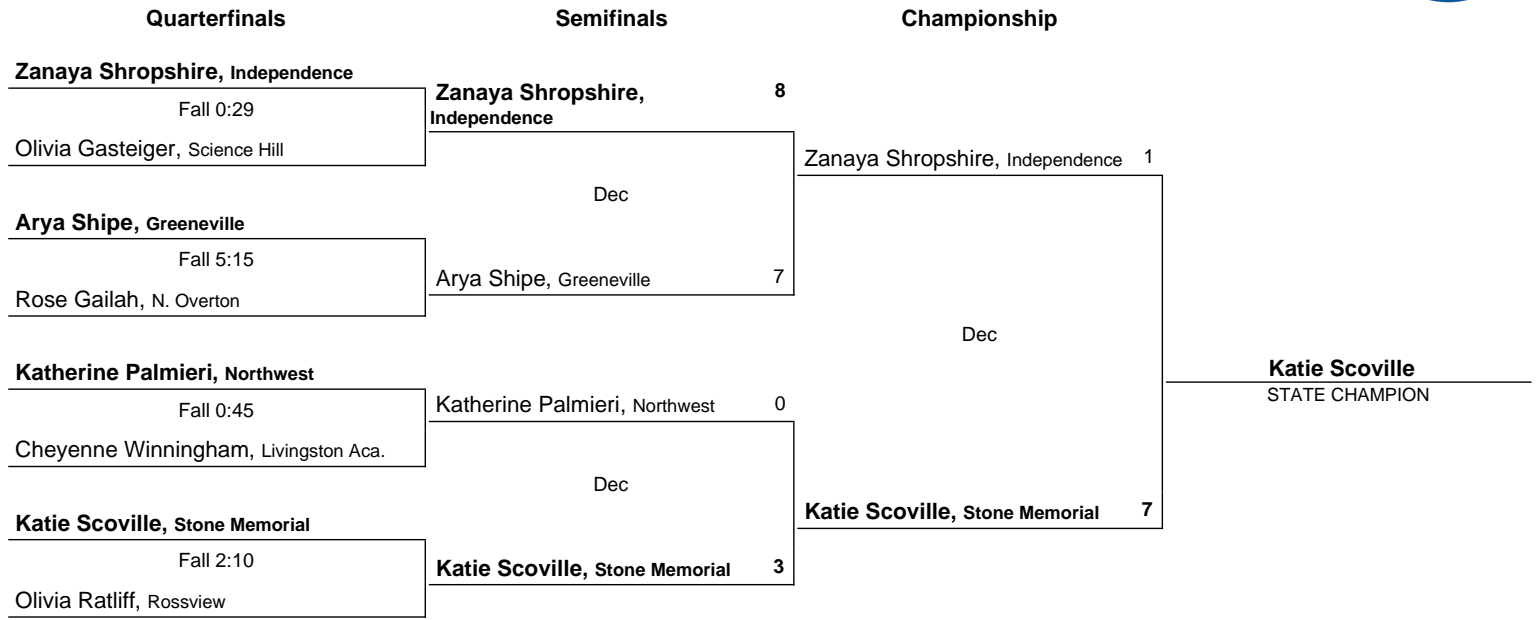 Quarterfinals Semifinals Championship
Zanaya Shropshire, Independence
Fall 0:29
Olivia Gasteiger, Science Hill
Arya Shipe, Greeneville
Fall 5:15
Rose Gailah, N. Overton
Katherine Palmieri, Northwest
Fall 0:45
Cheyenne Winningham, Livingston Aca.
Katie Scoville, Stone Memorial
Fall 2:10
Olivia Ratliff, Rossview
Zanaya Shropshire, 8
Independence
Dec
Arya Shipe, Greeneville 7
Katherine Palmieri, Northwest 0
Dec
Katie Scoville, Stone Memorial 3
Zanaya Shropshire, Independence 1
Dec
Katie Scoville, Stone Memorial 7
Katie Scoville
STATE CHAMPION